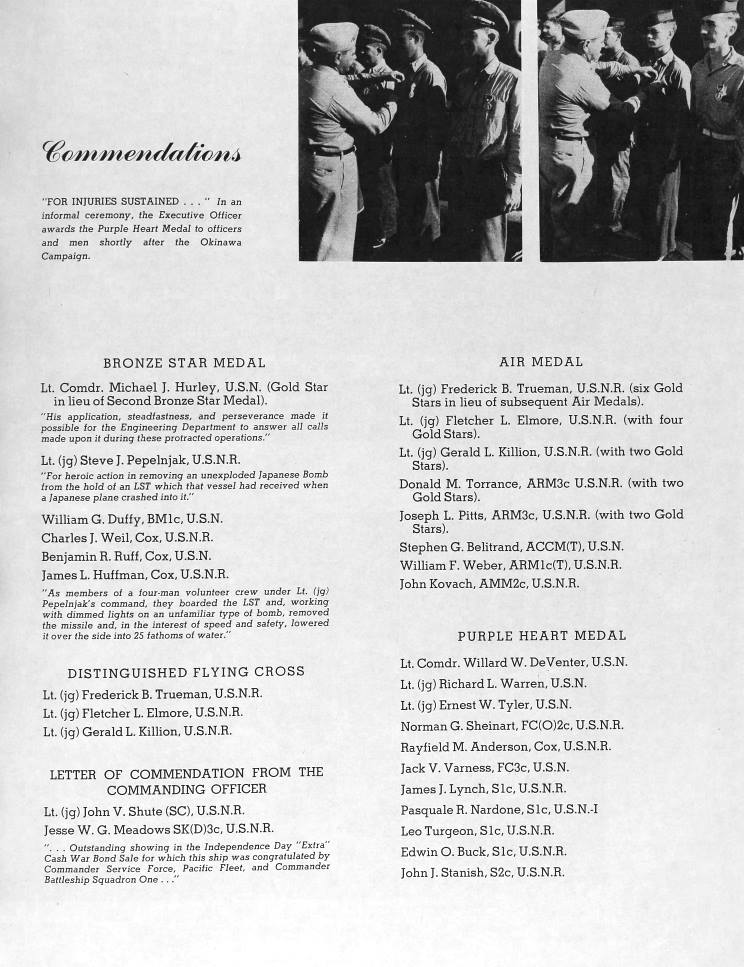 Commendations
"FOR INJURIES SUSTAINED . . . " In an
informal ceremony, the Executive Officer
awards the Purple Heart Medal to officers
and men shortly after the Okinawa
Campaign.
BRONZE STAR MEDAL
Lt. Comdr. Michael J. Hurley, U.S.N. (Gold Star
in lieu of Second Bronze Star Medal).
"His application, steadfastness, and perseverance made it
possible for the Engineering Department to answer all calls
made upon it during these protracted operations."
Lt. (jg) Steve J. Pepelnjak, U.S.N.R.
"For heroic action in removing an unexploded Japanese Bomb
from the hold of an LST which that vessel had received when
a Japanese plane crashed into it."
William G. Duffy, BM1c, U.S.N.
Charles J. Weil, Cox, U.S.N.R.
Benjamin R. Ruff, Cox, U.S.N.
James L. Huffman, Cox, U.S.N.R.
"As members of a four-man volunteer crew under Lt. (jg)
Pepelnjak's command, they boarded the LST and, working
with dimmed lights on an unfamiliar type of bomb, removed
the missile and, in the interest of speed and safety, lowered
it over the side into 25 fathoms of water."
DISTINGUISHED FLYING CROSS
Lt. (jg) Frederick B. Trueman, U.S.N.R.
Lt. (jg) Fletcher L. Elmore, U.S.N.R.
Lt. (jg) Gerald L. Killion, U.S.N.R.
LETTER OF COMMENDATION FROM THE
COMMANDING OFFICER
Lt. (jg) John V. Shute (SC), U.S.N.R.
Jesse W. G. Meadows SK(D)3c, U.S.N.R.
". . . Outstanding showing in the Independence Day "Extra"
Cash War Bond Sale for which this ship was congratulated by
Commander Service Force, Pacific Fleet, and Commander
Battleship Squadron One . . ."
AIR MEDAL
Lt. (jg) Frederick B. Trueman, U.S.N.R. (six Gold
Stars in lieu of subsequent Air Medals).
Lt. (jg) Fletcher L. Elmore, U.S.N.R. (with four
Gold Stars).
Lt. (jg) Gerald L. Killion, U.S.N.R. (with two Gold
Stars).
Donald M. Torrance, ARM3c U.S.N.R. (with two
Gold Stars).
Joseph L. Pitts, ARM3c, U.S.N.R. (with two Gold
Stars).
Stephen G. Belitrand, ACCM(T), U.S.N.
William F. Weber, ARM1c(T), U.S.N.R.
John Kovach, AMM2c, U.S.N.R.
PURPLE HEART MEDAL
Lt. Comdr. Willard W. DeVenter, U.S.N.
Lt. (jg) Richard L. Warren, U.S.N.
Lt. (jg) Ernest W. Tyler, U.S.N.
Norman G. Sheinart, FC(O)2c, U.S.N.R.
Rayfield M. Anderson, Cox, U.S.N.R.
Jack V. Varness, FC3c, U.S.N.
James J. Lynch, S1c, U.S.N.R.
Pasquale R. Nardone, S1c, U.S.N.-I
Leo Turgeon, S1c, U.S.N.R.
Edwin O. Buck, S1c, U.S.N.R.
John J. Stanish, S2c, U.S.N.R.